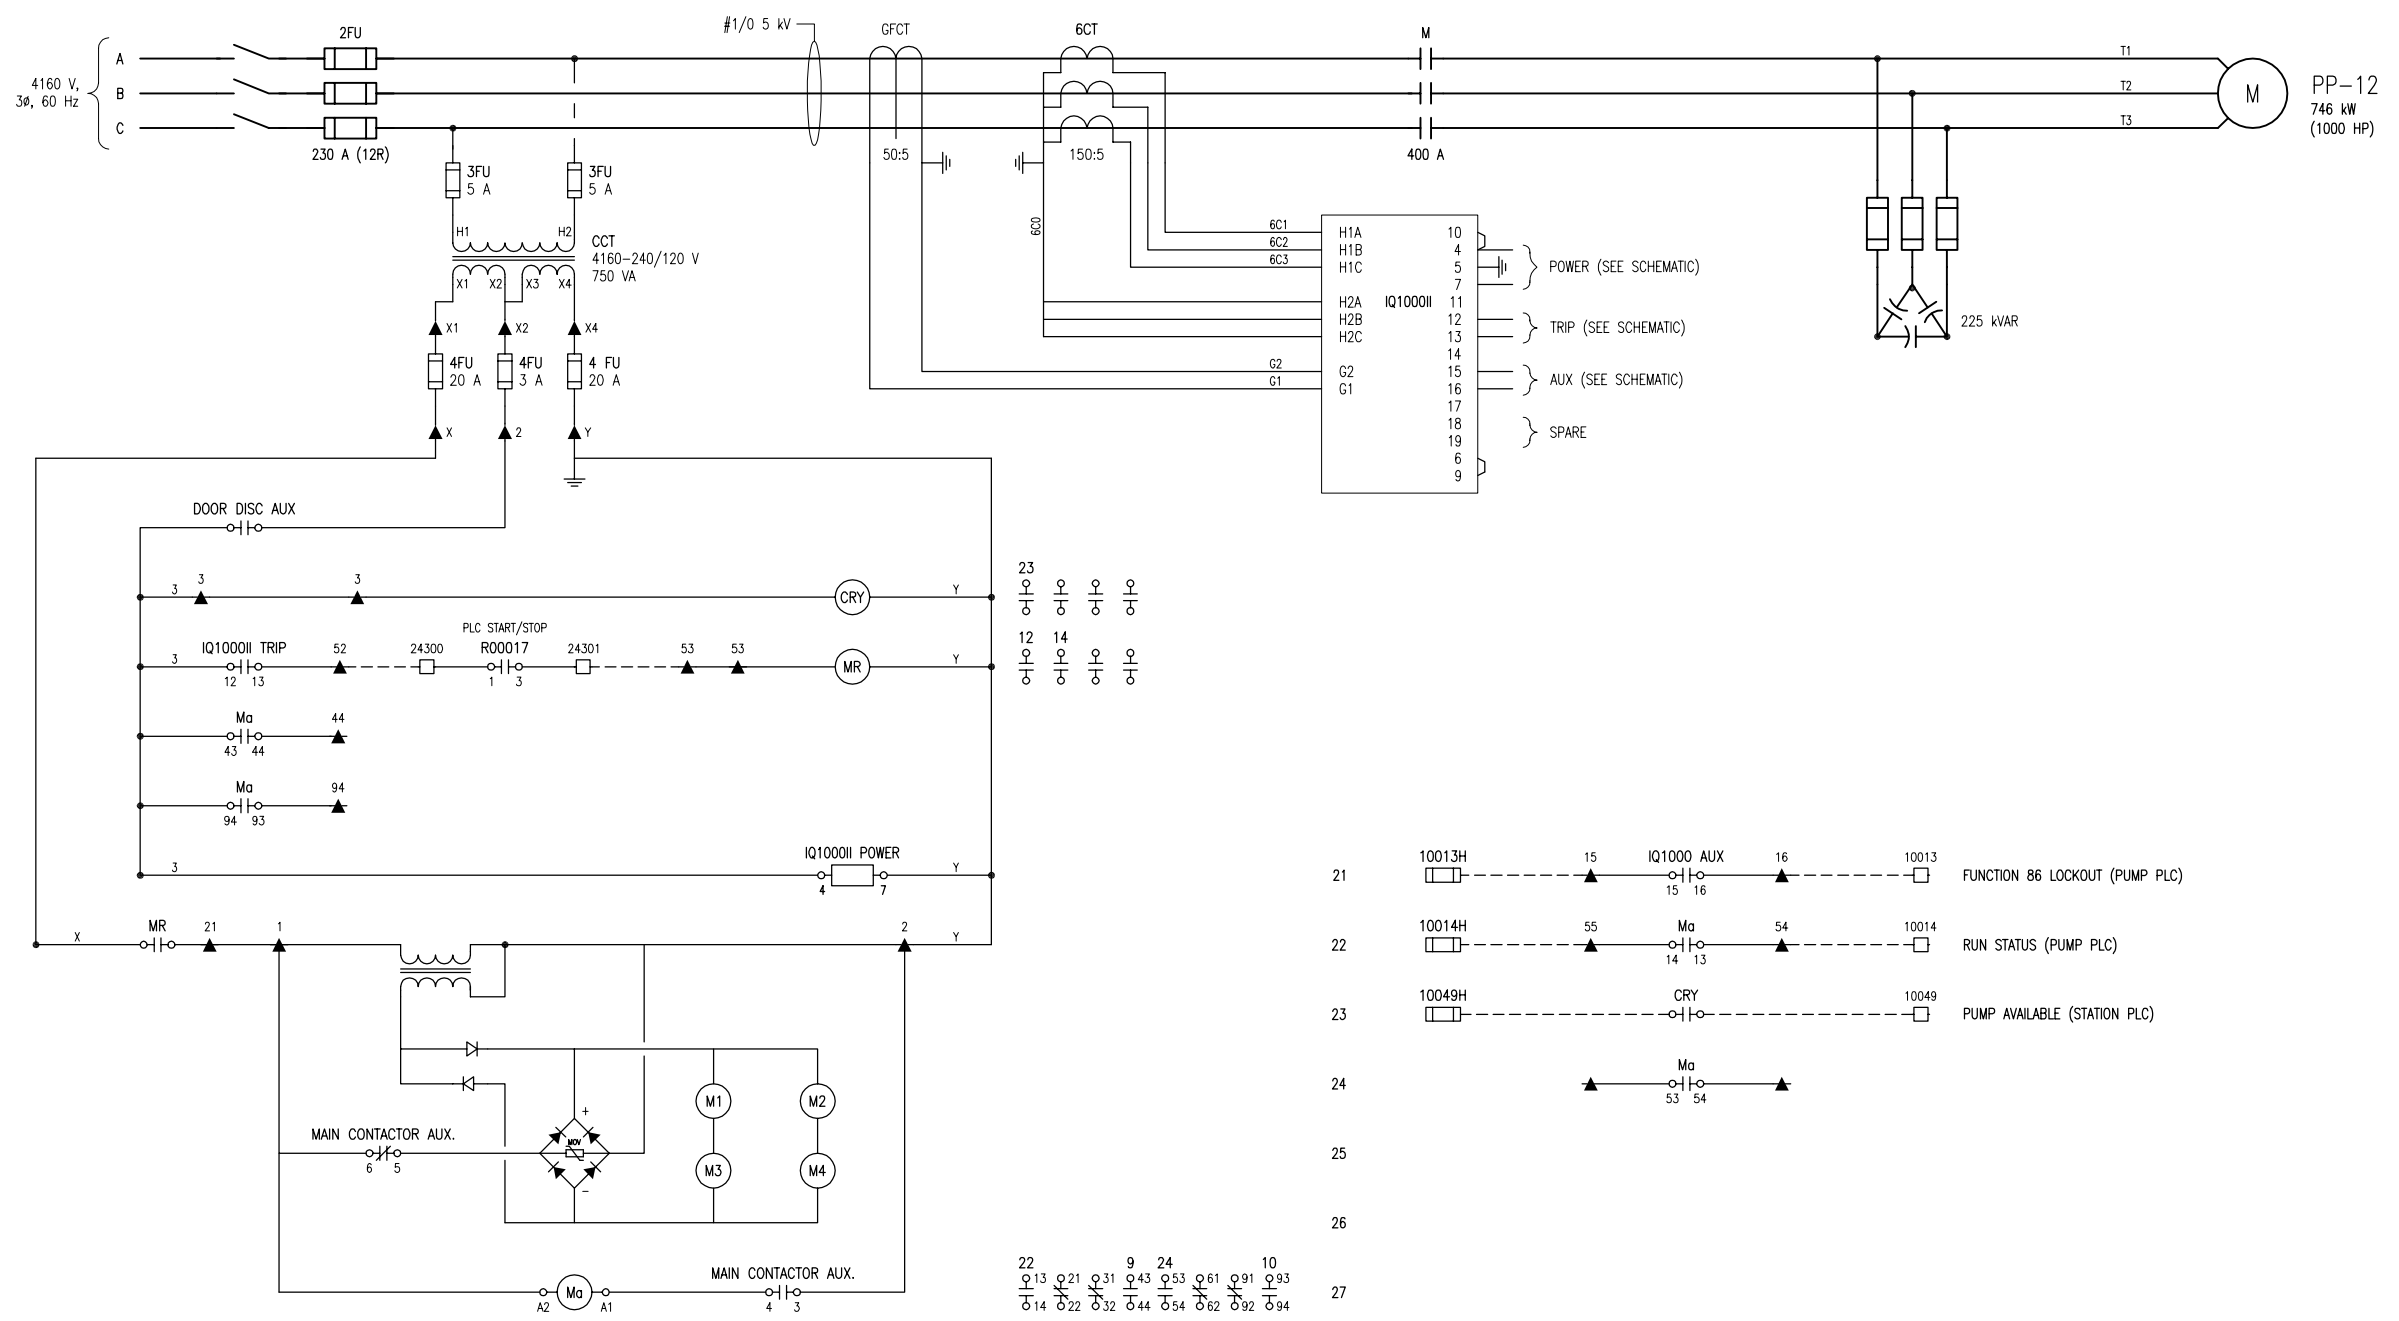 #1/0 5 kV
2FU
GFCT
6CT
M
A
T1
4160 V,
3ø, 60 Hz
B
T2
M
PP-12
746 kW
(1000 HP)
C
T3
230 A (12R)
50:5
150:5
400 A
3FU
5 A
3FU
5 A
H1
H2
CCT
4160-240/120 V
750 VA
X1
X2
X3
X4
6C0
6C1
6C2
6C3
G2
G1
H1A
H1B
H1C
H2A
H2B
H2C
G2
G1
IQ1000II
10
4
5
7
11
12
13
14
15
16
17
18
19
6
9
POWER (SEE SCHEMATIC)
TRIP (SEE SCHEMATIC)
AUX (SEE SCHEMATIC)
SPARE
225 kVAR
X1
X2
X4
4FU
20 A
4FU
3 A
4 FU
20 A
X
2
Y
DOOR DISC AUX
3
3
3
CRY
Y
23
PLC START/STOP
IQ1000II TRIP
52
24300
R00017
24301
53
53
3
MR
Y
12 13
1 3
12
14
Ma
44
43 44
Ma
94
94 93
IQ1000II POWER
3
4
7
Y
X
MR
21
1
2
Y
M1
M2
+
MAIN CONTACTOR AUX.
MOV
6 5
M3
M4
-
MAIN CONTACTOR AUX.
Ma
A2
A1
4 3
22
9
24
10
13
21
31
43
53
61
91
93
14
22
32
44
54
62
92
94
21
10013H
15
IQ1000 AUX
16
10013
FUNCTION 86 LOCKOUT (PUMP PLC)
15 16
22
10014H
55
Ma
54
10014
RUN STATUS (PUMP PLC)
14 13
23
10049H
CRY
10049
PUMP AVAILABLE (STATION PLC)
24
Ma
53 54
25
26
27